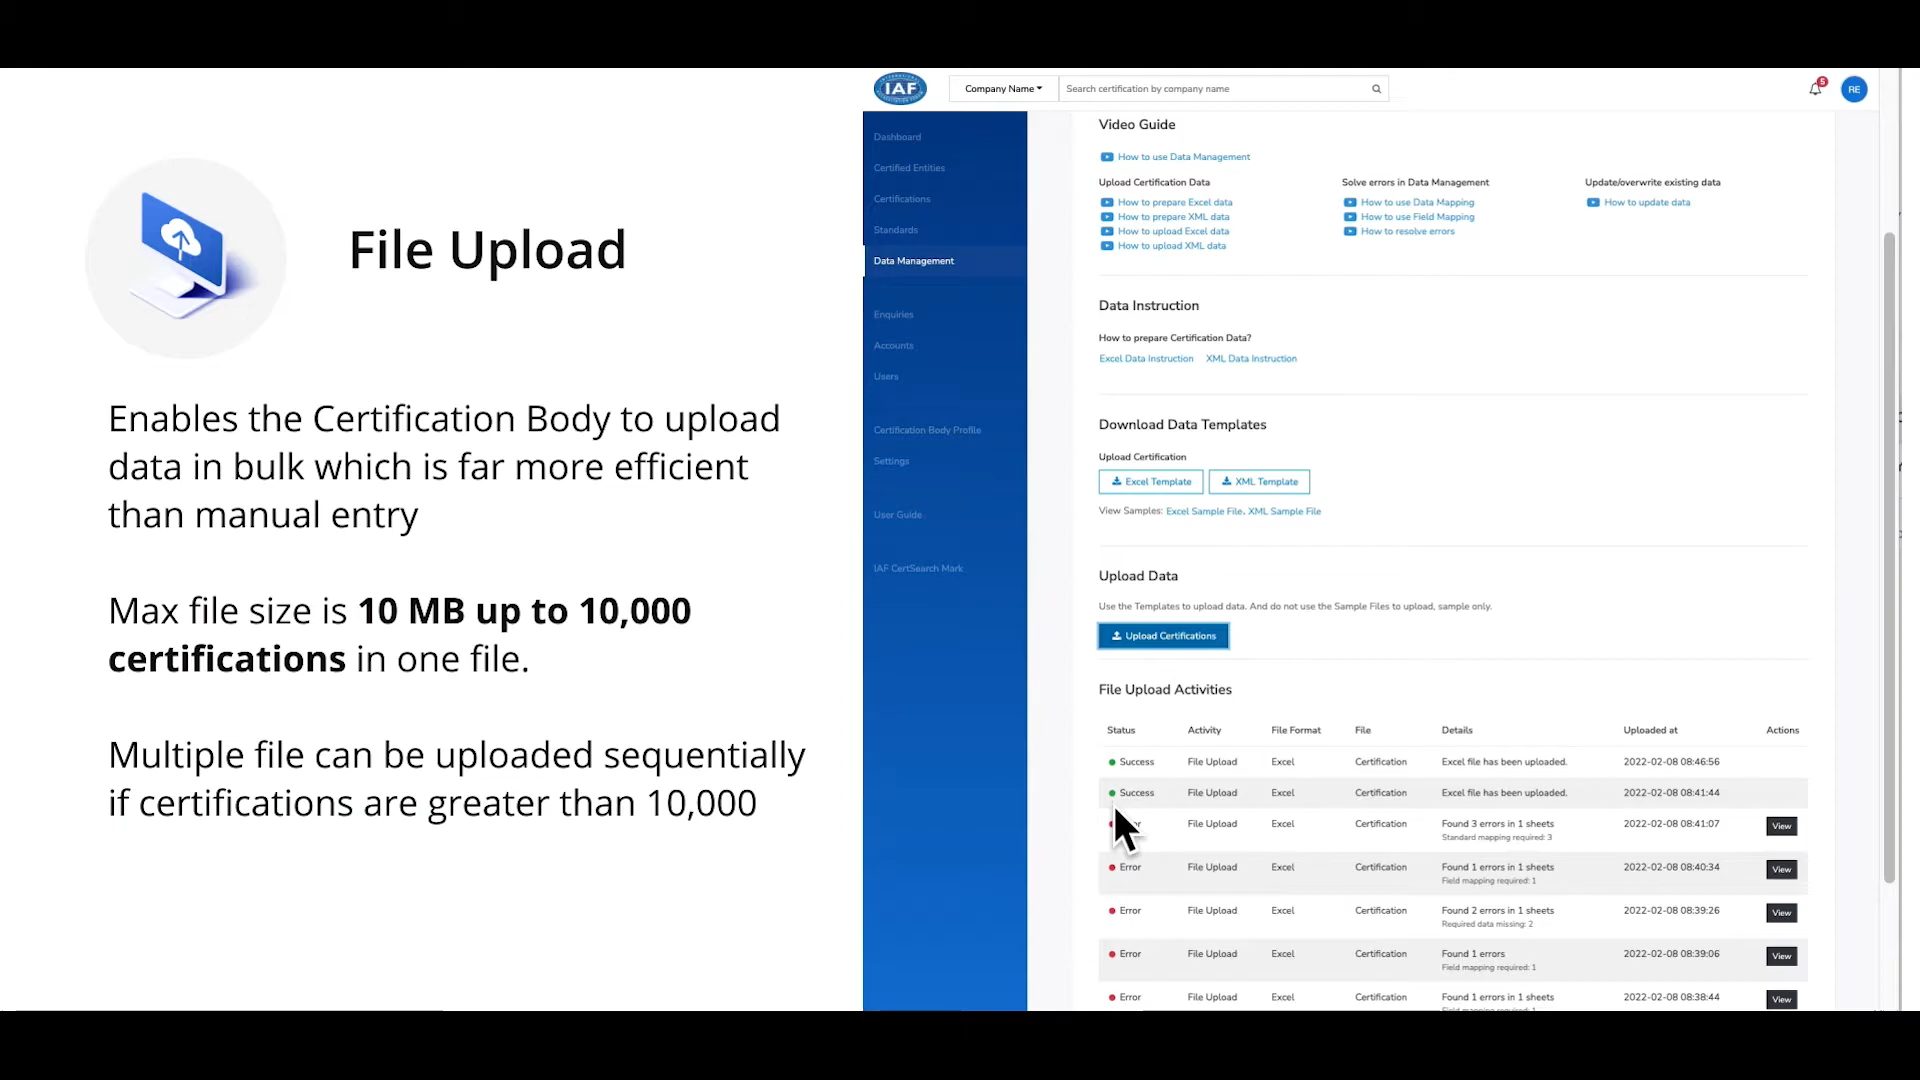 File Upload
Enables the Certification Body to upload
data in bulk which is far more efficient
than manual entry
Max file size is 10 MB up to 10,000
certifications in one file.
Multiple file can be uploaded sequentially
if certifications are greater than 10,000
IAF
Company Name
Search certification by company name
5
RE
Dashboard
Certified Entities
Certifications
Standards
Data Management
Enquiries
Accounts
Users
Certification Body Profile
Settings
User Guide
IAF CertSearch Mark
Video Guide
How to use Data Management
Upload Certification Data
How to prepare Excel data
How to prepare XML data
How to upload Excel data
How to upload XML data
Solve errors in Data Management
How to use Data Mapping
How to use Field Mapping
How to resolve errors
Update/overwrite existing data
How to update data
Data Instruction
How to prepare Certification Data?
Excel Data Instruction XML Data Instruction
Download Data Templates
Upload Certification
Excel Template XML Template
View Samples: Excel Sample File, XML Sample File
Upload Data
Use the Templates to upload data. And do not use the Sample Files to upload, sample only.
Upload Certifications
File Upload Activities
Status Activity File Format File Details Uploaded at Actions
Success File Upload Excel Certification Excel file has been uploaded. 2022-02-08 08:46:56
Success File Upload Excel Certification Excel file has been uploaded. 2022-02-08 08:41:44
File Upload Excel Certification Found 3 errors in 1 sheets 2022-02-08 08:41:07 View
Standard mapping required: 3
Error File Upload Excel Certification Found 1 errors in 1 sheets 2022-02-08 08:40:34 View
Field mapping required: 1
Error File Upload Excel Certification Found 2 errors in 1 sheets 2022-02-08 08:39:26 View
Required data missing: 2
Error File Upload Excel Certification Found 1 errors 2022-02-08 08:39:06 View
Field mapping required: 1
Error File Upload Excel Certification Found 1 errors in 1 sheets 2022-02-08 08:38:44 View